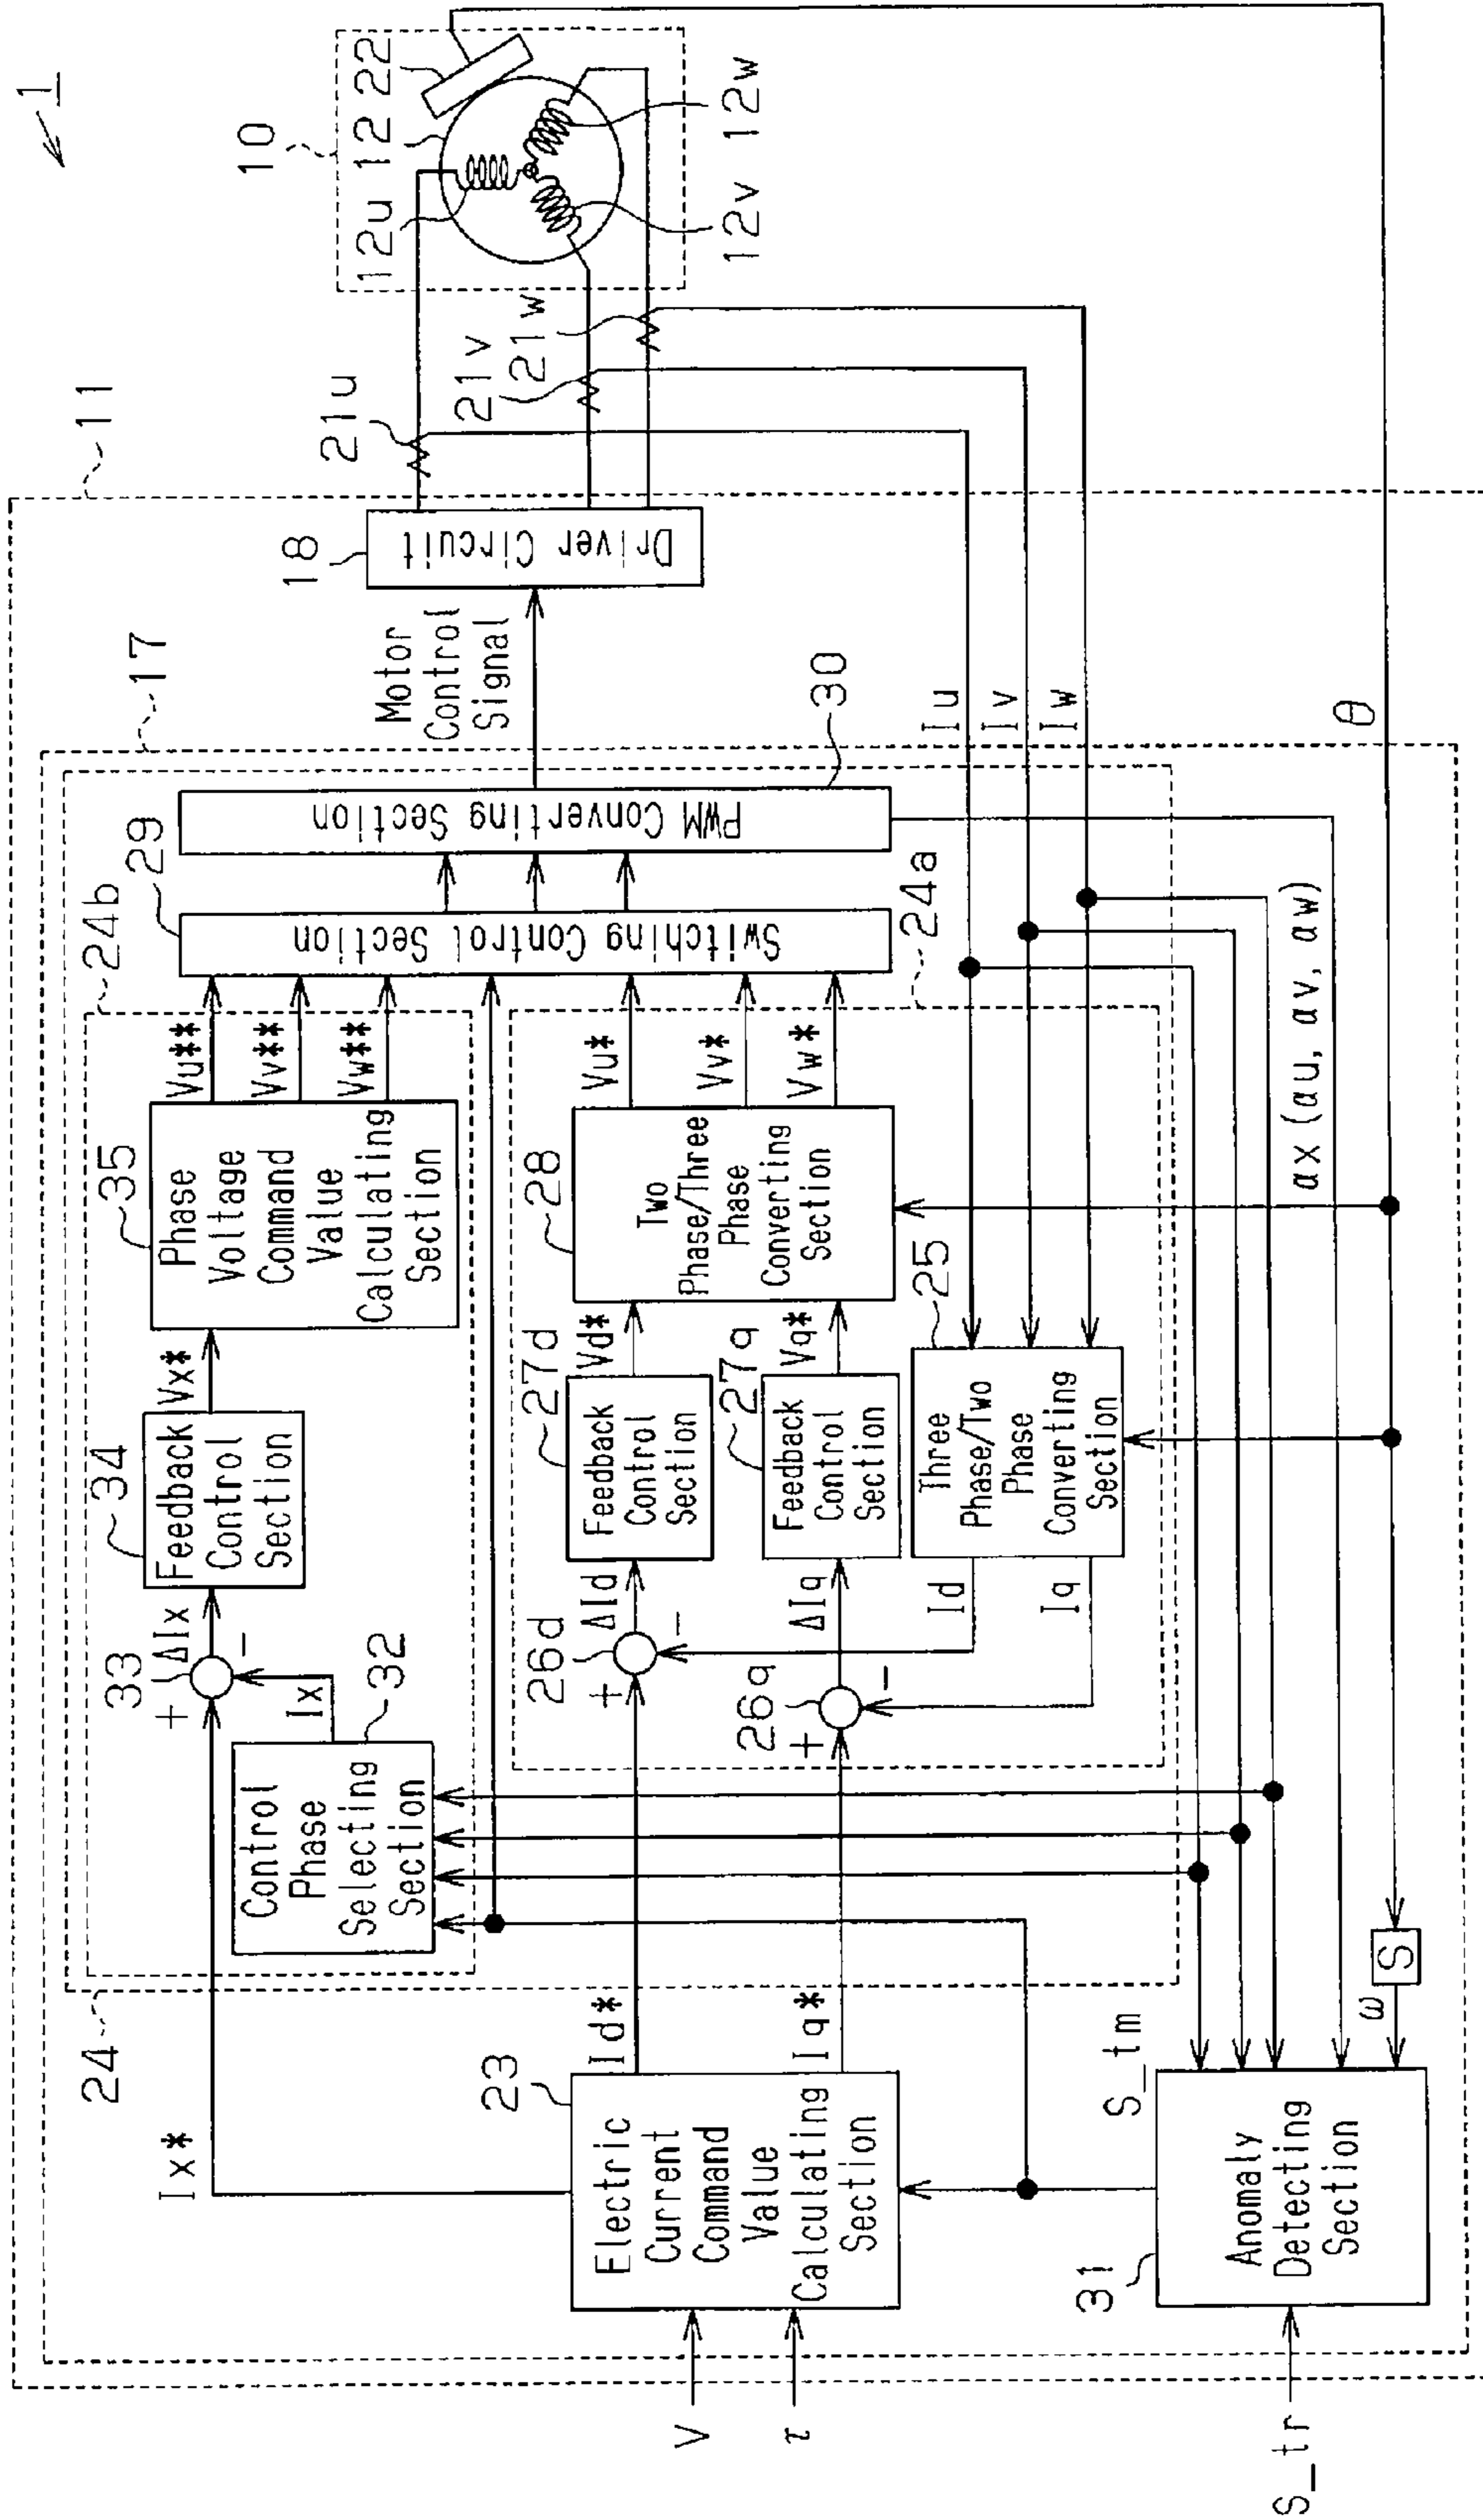 1
10
12u
12
22
12v
12w
11
21u
21v
21w
18
Driver Circuit
17
Motor
Control
Signal
30
PWM Converting Section
29
Switching Control Section
24b
24a
Iu
Iv
Iw
θ
αx (αu, αv, αw)
Vu**
Vv**
Vw**
35
Phase
Voltage
Command
Value
Calculating
Section
Vu*
Vv*
Vw*
28
Two
Phase/Three
Phase
Converting
Section
25
Three
Phase/Two
Phase
Converting
Section
Vx*
34
Feedback
Control
Section
27d
Vd*
Feedback
Control
Section
27q
Vq*
Feedback
Control
Section
33
+
ΔIx
-
Ix
32
Control
Phase
Selecting
Section
26d
+
ΔId
-
Id
26q
+
ΔIq
-
Iq
24
Ix*
Id*
Iq*
23
Electric
Current
Command
Value
Calculating
Section
S_tm
ω
S
31
Anomaly
Detecting
Section
V
τ
S_tr